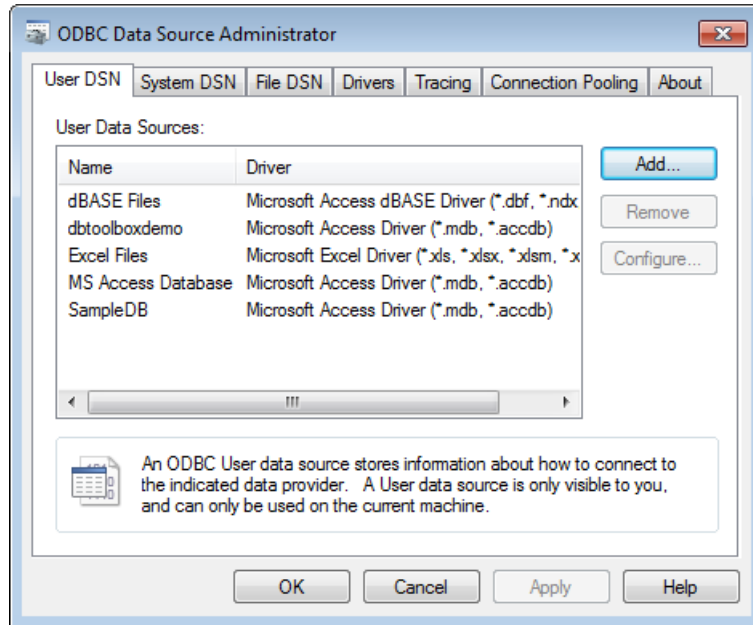 ODBC Data Source Administrator
User DSN System DSN File DSN Drivers Tracing Connection Pooling About
User Data Sources:
Name Driver
Add...
dBASE Files Microsoft Access dBASE Driver (*.dbf, *.ndx
dbtoolboxdemo Microsoft Access Driver (*.mdb, *.accdb)
Remove
Excel Files Microsoft Excel Driver (*.xls, *.xlsx, *.xlsm, *.x
Configure...
MS Access Database Microsoft Access Driver (*.mdb, *.accdb)
SampleDB Microsoft Access Driver (*.mdb, *.accdb)
An ODBC User data source stores information about how to connect to
the indicated data provider. A User data source is only visible to you,
and can only be used on the current machine.
OK Cancel Apply Help